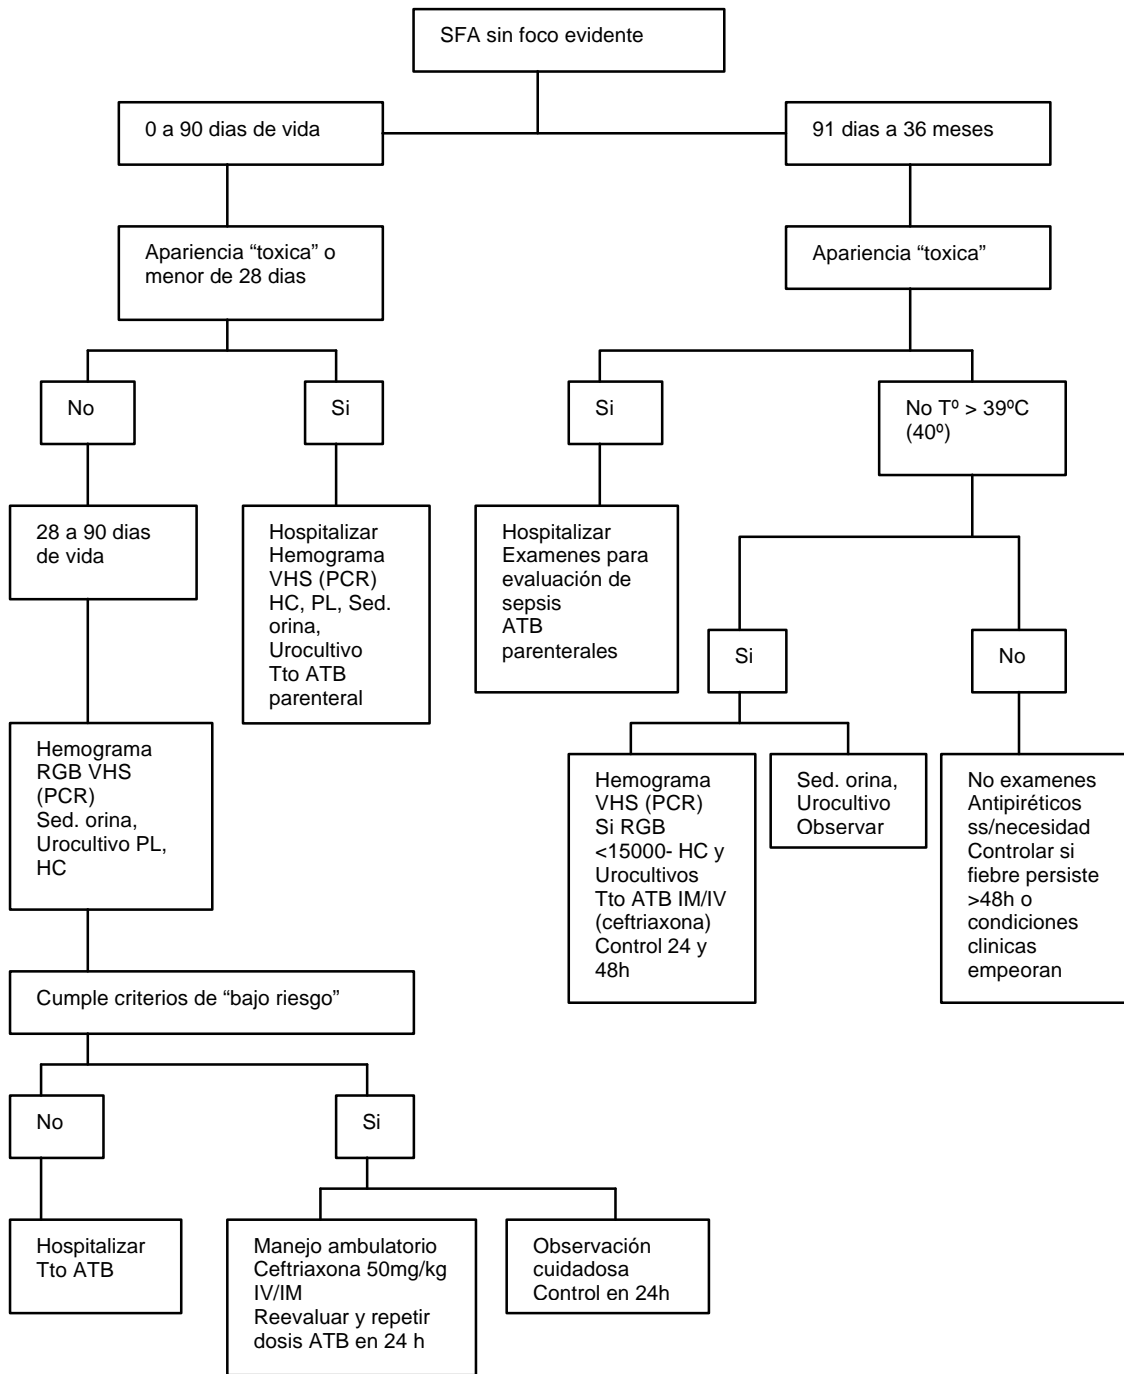 SFA sin foco evidente
0 a 90 dias de vida
91 dias a 36 meses
Apariencia “toxica” o
menor de 28 dias
Apariencia “toxica”
No
Si
Si
No Tº > 39ºC
(40º)
28 a 90 dias
de vida
Hospitalizar
Hemograma
VHS (PCR)
HC, PL, Sed.
orina,
Urocultivo
Tto ATB
parenteral
Hospitalizar
Examenes para
evaluación de
sepsis
ATB
parenterales
Si
No
Hemograma
RGB VHS
(PCR)
Sed. orina,
Urocultivo PL,
HC
Hemograma
VHS (PCR)
Si RGB
<15000- HC y
Urocultivos
Tto ATB IM/IV
(ceftriaxona)
Control 24 y
48h
Sed. orina,
Urocultivo
Observar
No examenes
Antipiréticos
ss/necesidad
Controlar si
fiebre persiste
>48h o
condiciones
clinicas
empeoran
Cumple criterios de “bajo riesgo”
No
Si
Hospitalizar
Tto ATB
Manejo ambulatorio
Ceftriaxona 50mg/kg
IV/IM
Reevaluar y repetir
dosis ATB en 24 h
Observación
cuidadosa
Control en 24h